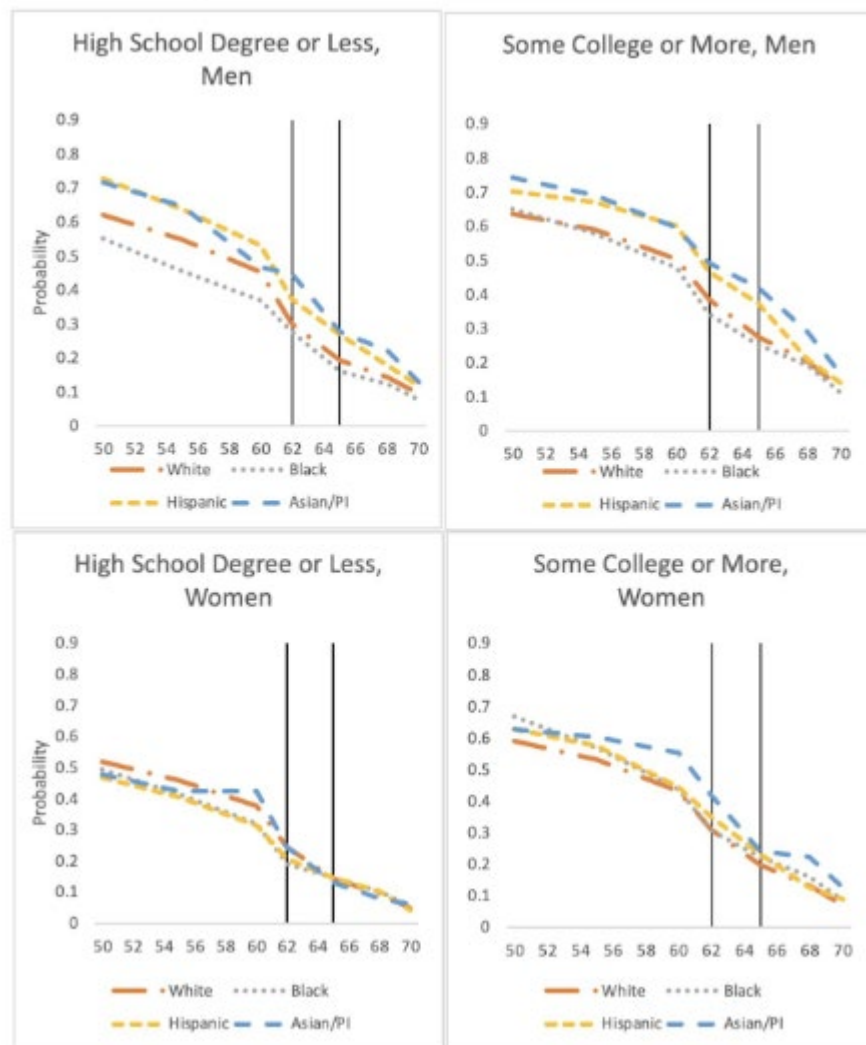 High School Degree or Less,
Men
Probability
0.9
0.8
0.7
0.6
0.5
0.4
0.3
0.2
0.1
0
50 52 54 56 58 60 62 64 66 68 70
White Black
Hispanic Asian/PI
Some College or More, Men
0.9
0.8
0.7
0.6
0.5
0.4
0.3
0.2
0.1
0
50 52 54 56 58 60 62 64 66 68 70
White Black
Hispanic Asian/PI
High School Degree or Less,
Women
Probability
0.9
0.8
0.7
0.6
0.5
0.4
0.3
0.2
0.1
0
50 52 54 56 58 60 62 64 66 68 70
White Black
Hispanic Asian/PI
Some College or More,
Women
0.9
0.8
0.7
0.6
0.5
0.4
0.3
0.2
0.1
0
50 52 54 56 58 60 62 64 66 68 70
White Black
Hispanic Asian/PI